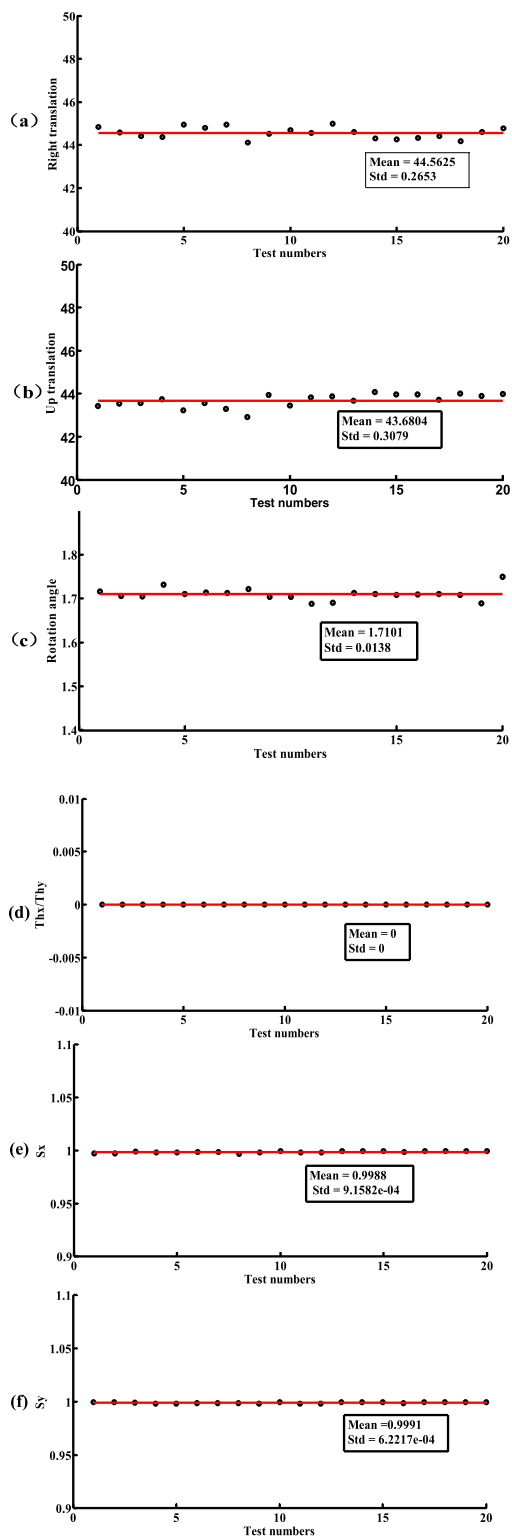 50
48
46
44
42
40
(a)
Right translation
Mean = 44.5625
Std = 0.2653
0
5
10
15
20
Test numbers
50
48
46
44
42
40
(b)
Up translation
Mean = 43.6804
Std = 0.3079
0
5
10
15
20
Test numbers
1.8
1.7
1.6
1.5
1.4
(c)
Rotation angle
Mean = 1.7101
Std = 0.0138
0
5
10
15
20
Test numbers
0.01
0.005
0
-0.005
-0.01
(d)
Thx/Thy
Mean = 0
Std = 0
0
5
10
15
20
Test numbers
1.1
1.05
1
0.95
0.9
(e)
Sx
Mean = 0.9988
Std = 9.1582e-04
0
5
10
15
20
Test numbers
1.1
1.05
1
0.95
0.9
(f)
Sy
Mean =0.9991
Std = 6.2217e-04
0
5
10
15
20
Test numbers